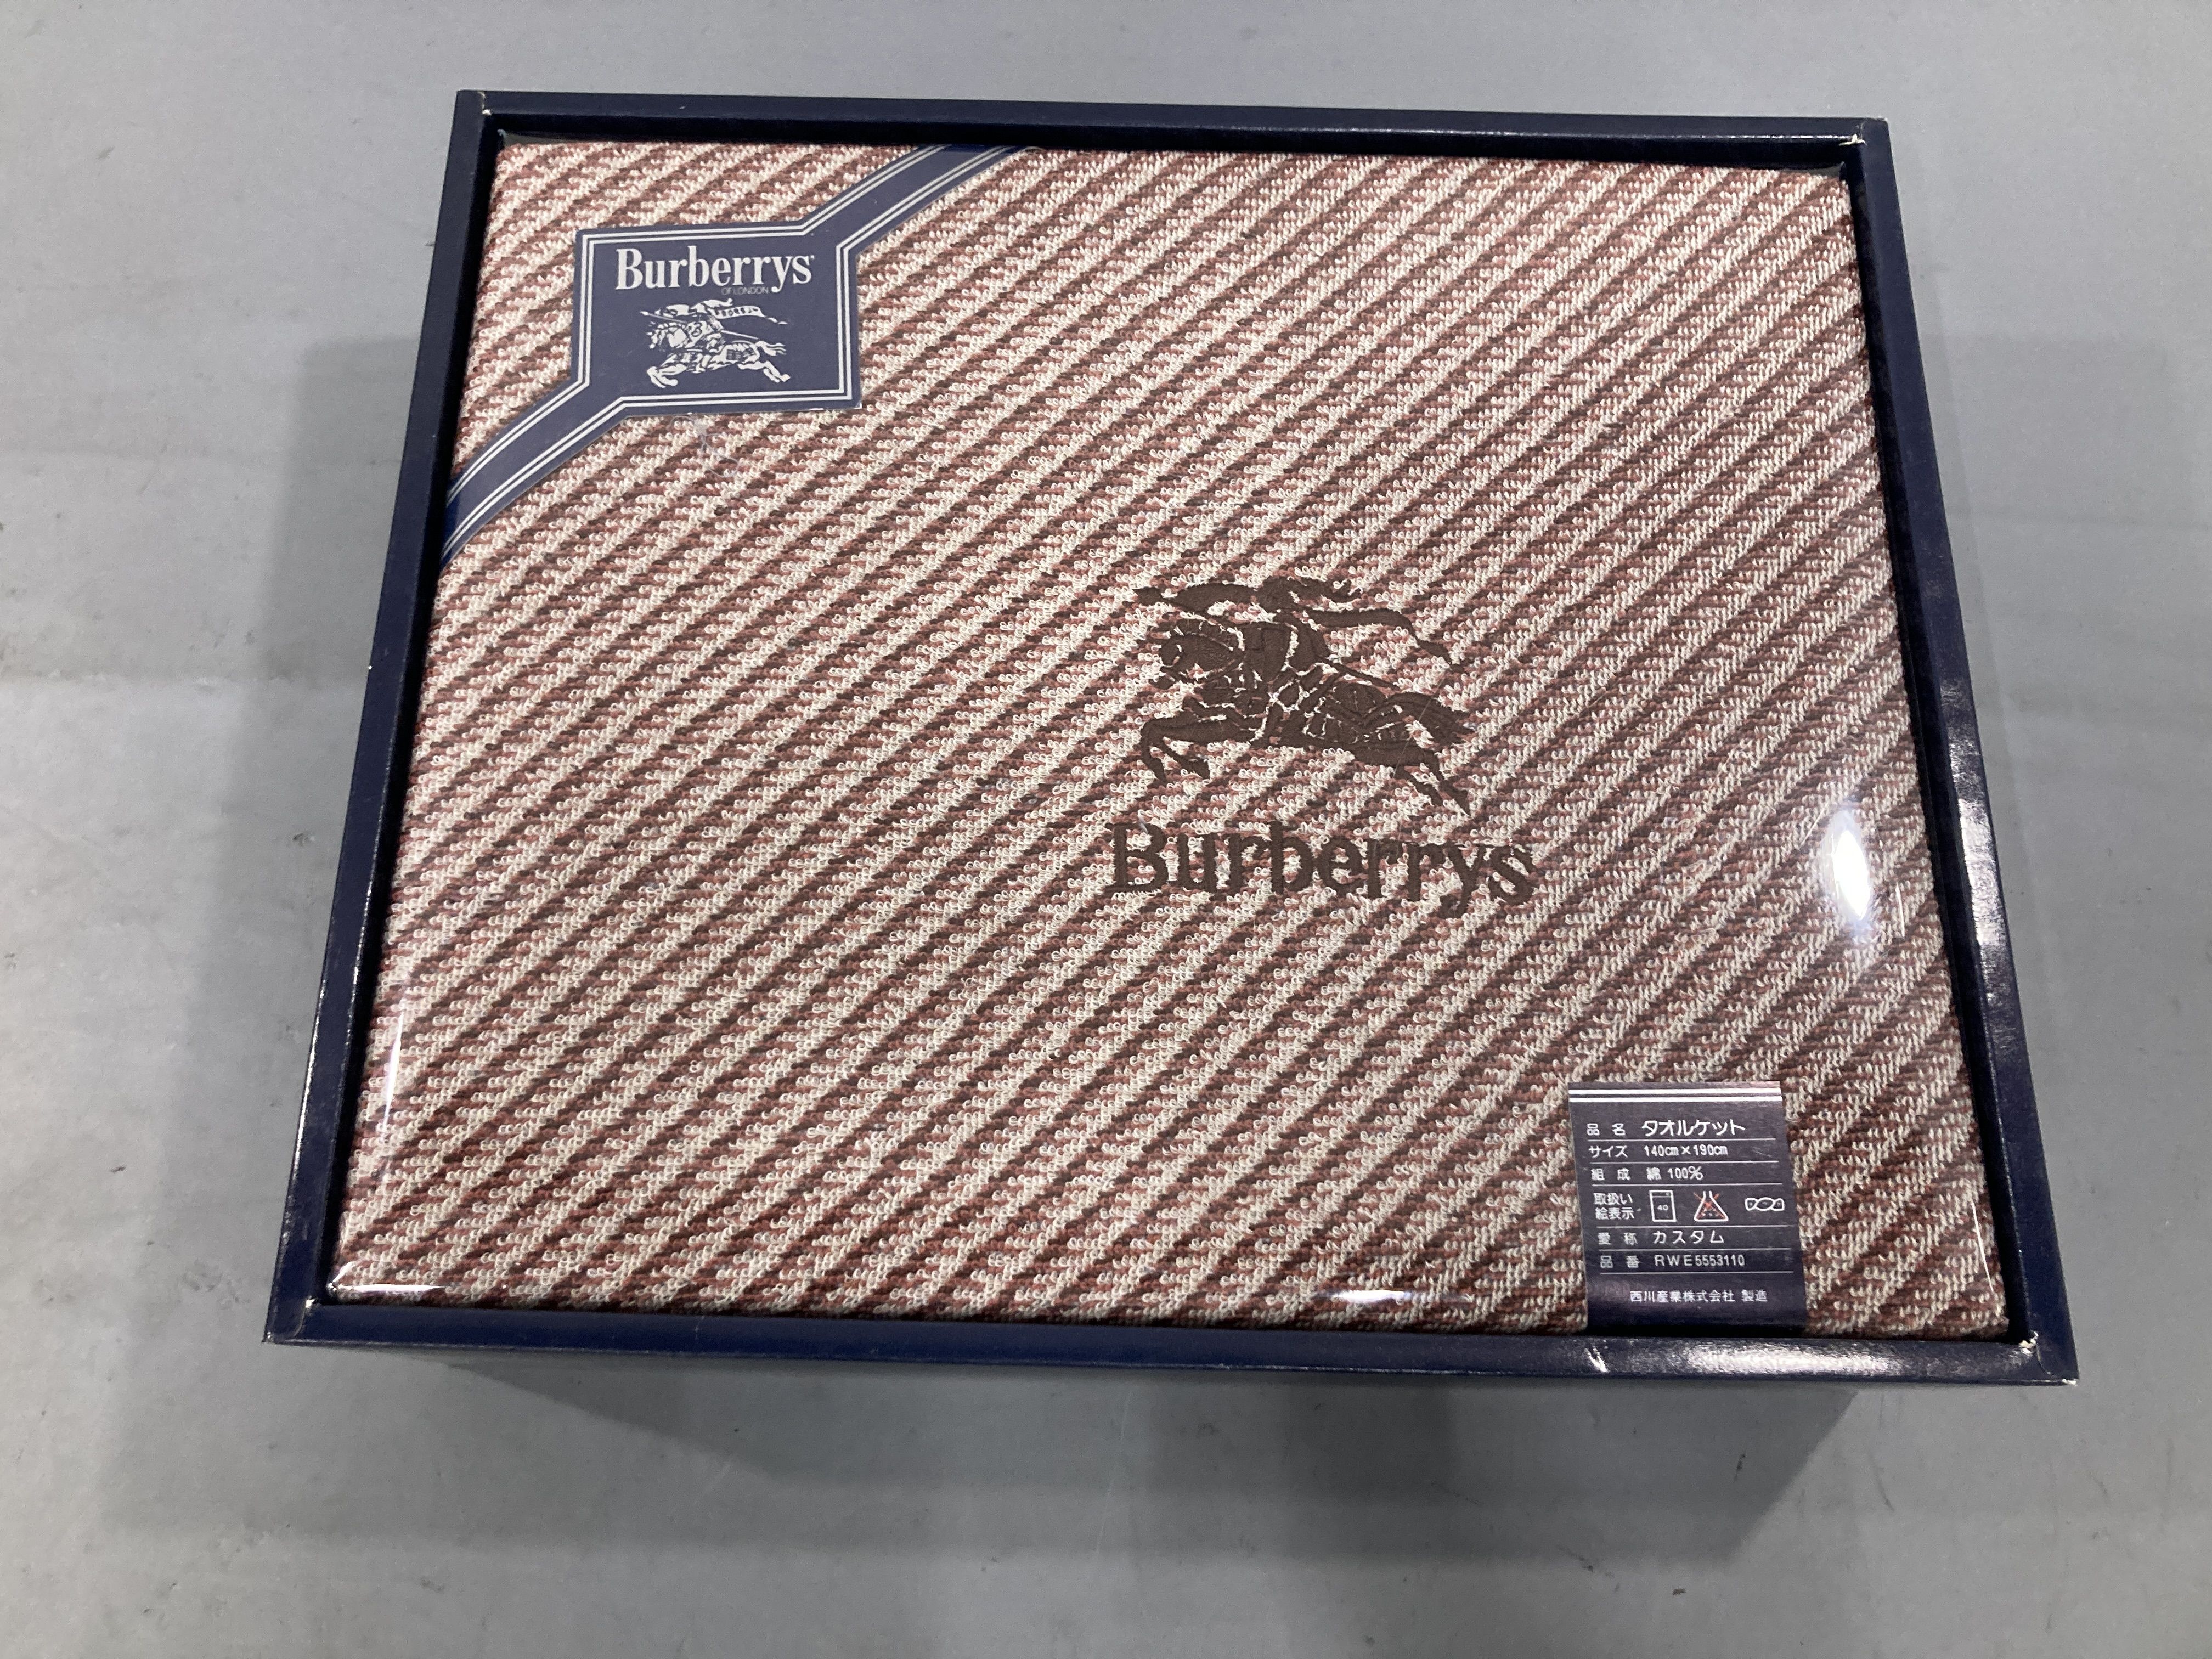 Burberrys
OF LONDON
Burberrys
品名 タオルケット
サイズ 140cm×190cm
組成 綿 100%
取扱い
絵表示 40
愛称 カスタム
品番 RWE5553110
西川産業株式会社 製造